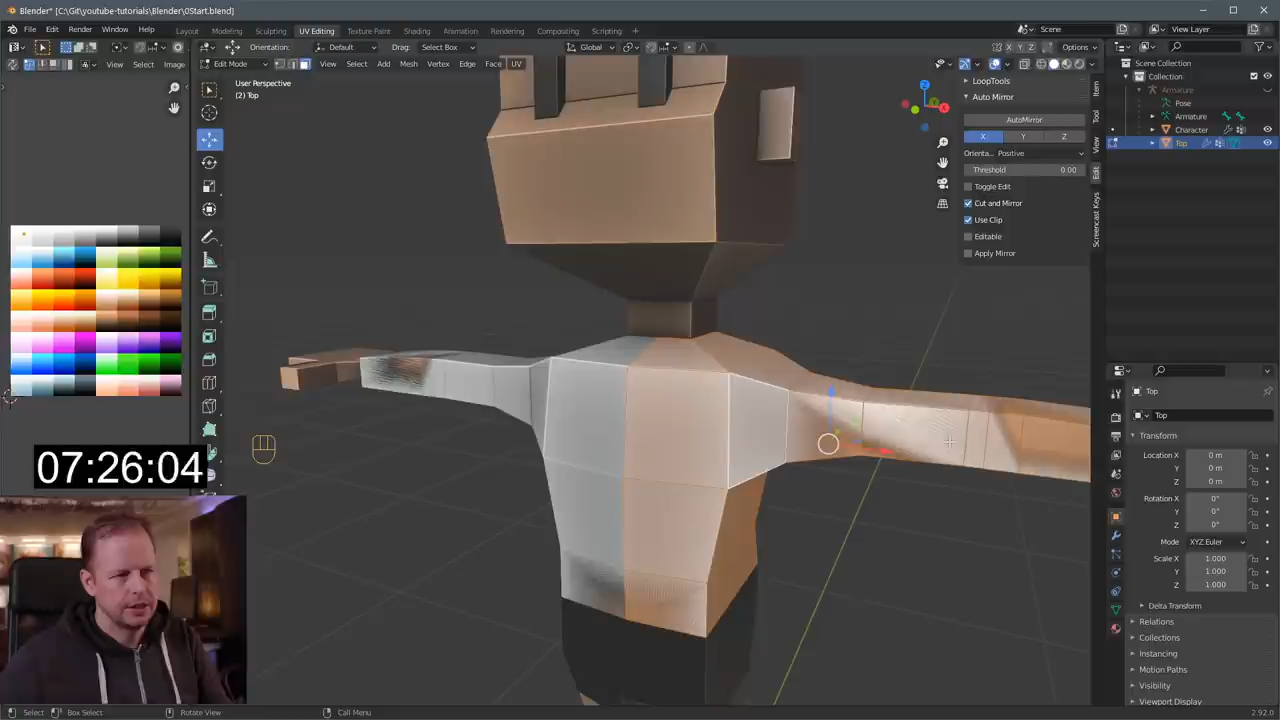 Blender* [C:\Git\youtube-tutorials\Blender\0Start.blend]
File Edit Render Window Help Layout Modeling Sculpting UV Editing Texture Paint Shading Animation Rendering Compositing Scripting Scene View Layer
Orientation: Default Drag: Select Box Global Options
View Select Image Edit Mode View Select Add Mesh Vertex Edge Face UV
User Perspective
(2) Top
LoopTools
Auto Mirror
AutoMirror
X Y Z
Orienta... Positive
Threshold 0.00
Toggle Edit
Cut and Mirror
Use Clip
Editable
Apply Mirror
Item
Tool
View
Edit
Screencast Keys
Scene Collection
Collection
Armature
Pose
Armature
Character
Top
07:26:04
Top
Top
Transform
Location X 0 m
Y 0 m
Z 0 m
Rotation X 0°
Y 0°
Z 0°
Mode XYZ Euler
Scale X 1.000
Y 1.000
Z 1.000
Delta Transform
Relations
Collections
Instancing
Motion Paths
Visibility
Viewport Display
Select Box Select Rotate View Call Menu 2.92.0